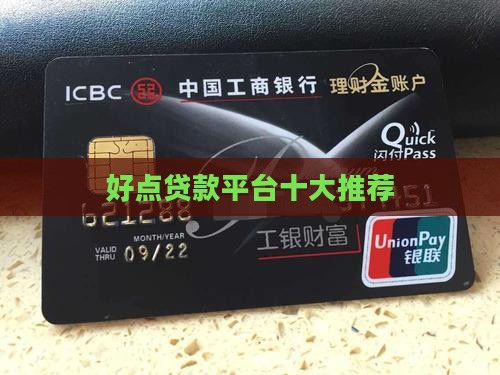 ICBC 中国工商银行 理财金账户
Quick
闪付Pass
好点贷款平台十大推荐
MONTH/YEAR
VALID THRU 09/22
工银财富
UnionPay
银联